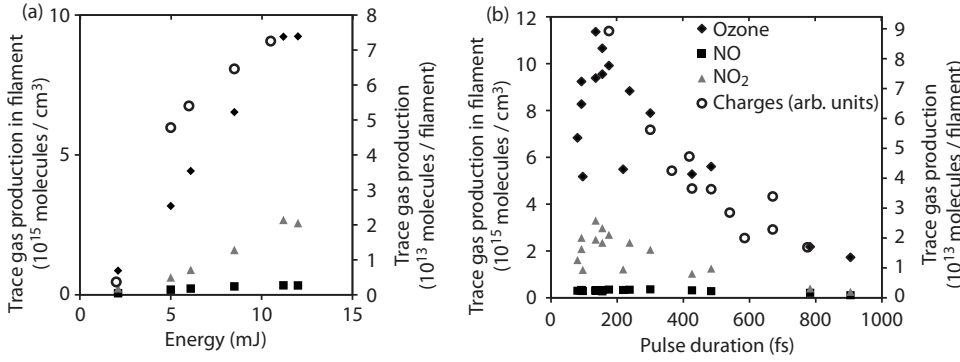 (a)
Trace gas production in filament
(10¹⁵ molecules / cm³)
10
5
0
0
5
10
15
Energy (mJ)
8
7
6
5
4
3
2
1
0
Trace gas production
(10¹³ molecules / filament)
(b)
Trace gas production in filament
(10¹⁵ molecules / cm³)
12
10
8
6
4
2
0
0
200
400
600
800
1000
Pulse duration (fs)
Ozone
NO
NO₂
Charges (arb. units)
9
8
7
6
5
4
3
2
1
0
Trace gas production
(10¹³ molecules / filament)